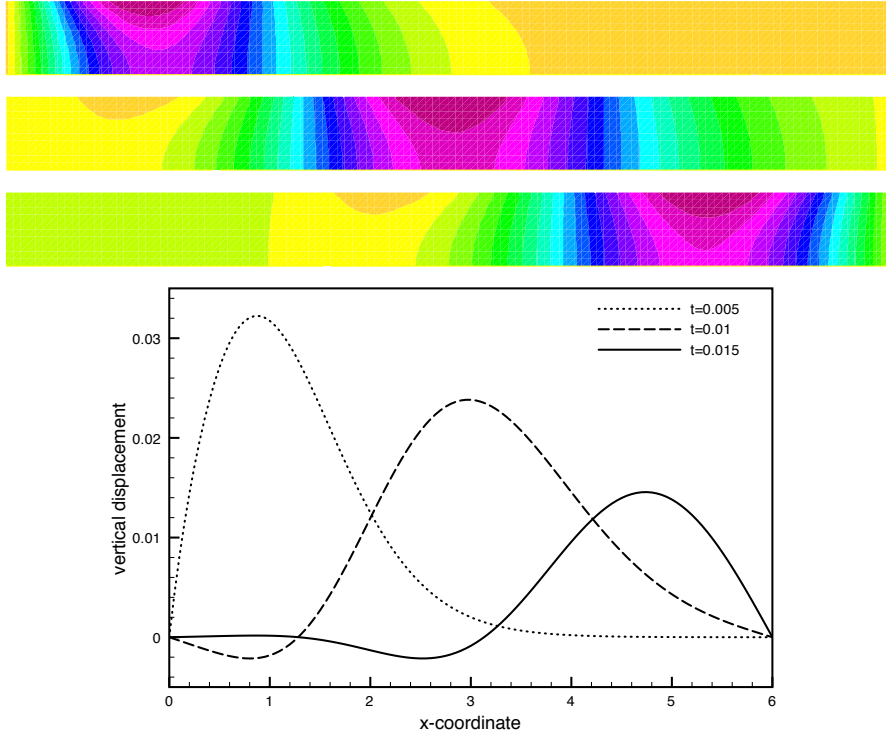 t=0.005
t=0.01
t=0.015
0.03
0.02
0.01
0
vertical displacement
0 1 2 3 4 5 6
x-coordinate